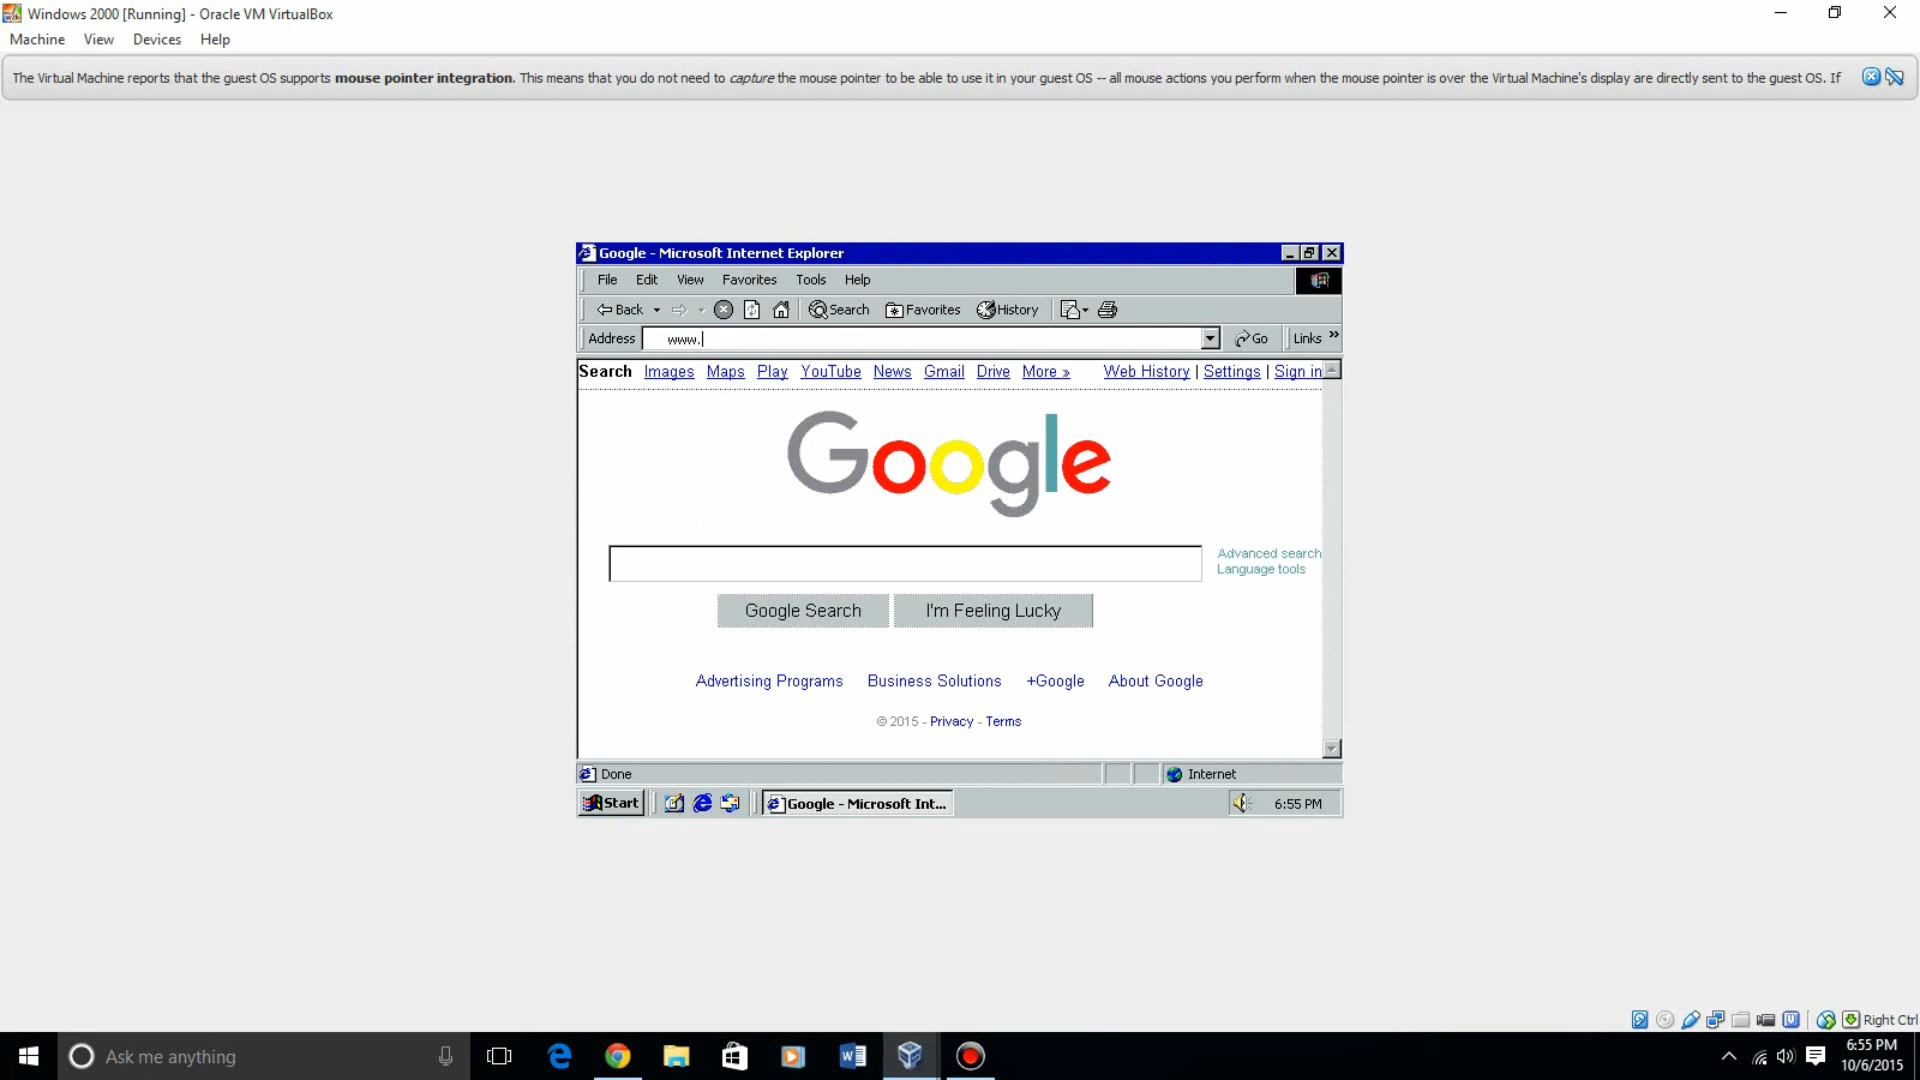 Windows 2000 [Running] - Oracle VM VirtualBox
Machine View Devices Help
The Virtual Machine reports that the guest OS supports mouse pointer integration. This means that you do not need to capture the mouse pointer to be able to use it in your guest OS -- all mouse actions you perform when the mouse pointer is over the Virtual Machine's display are directly sent to the guest OS. If
Google - Microsoft Internet Explorer
File Edit View Favorites Tools Help
Back Search Favorites History
Address www. Go Links »
Search Images Maps Play YouTube News Gmail Drive More » Web History | Settings | Sign in
Google
Advanced search
Language tools
Google Search I'm Feeling Lucky
Advertising Programs Business Solutions +Google About Google
© 2015 - Privacy - Terms
Done Internet
Start Google - Microsoft Int... 6:55 PM
Right Ctrl
Ask me anything
6:55 PM
10/6/2015